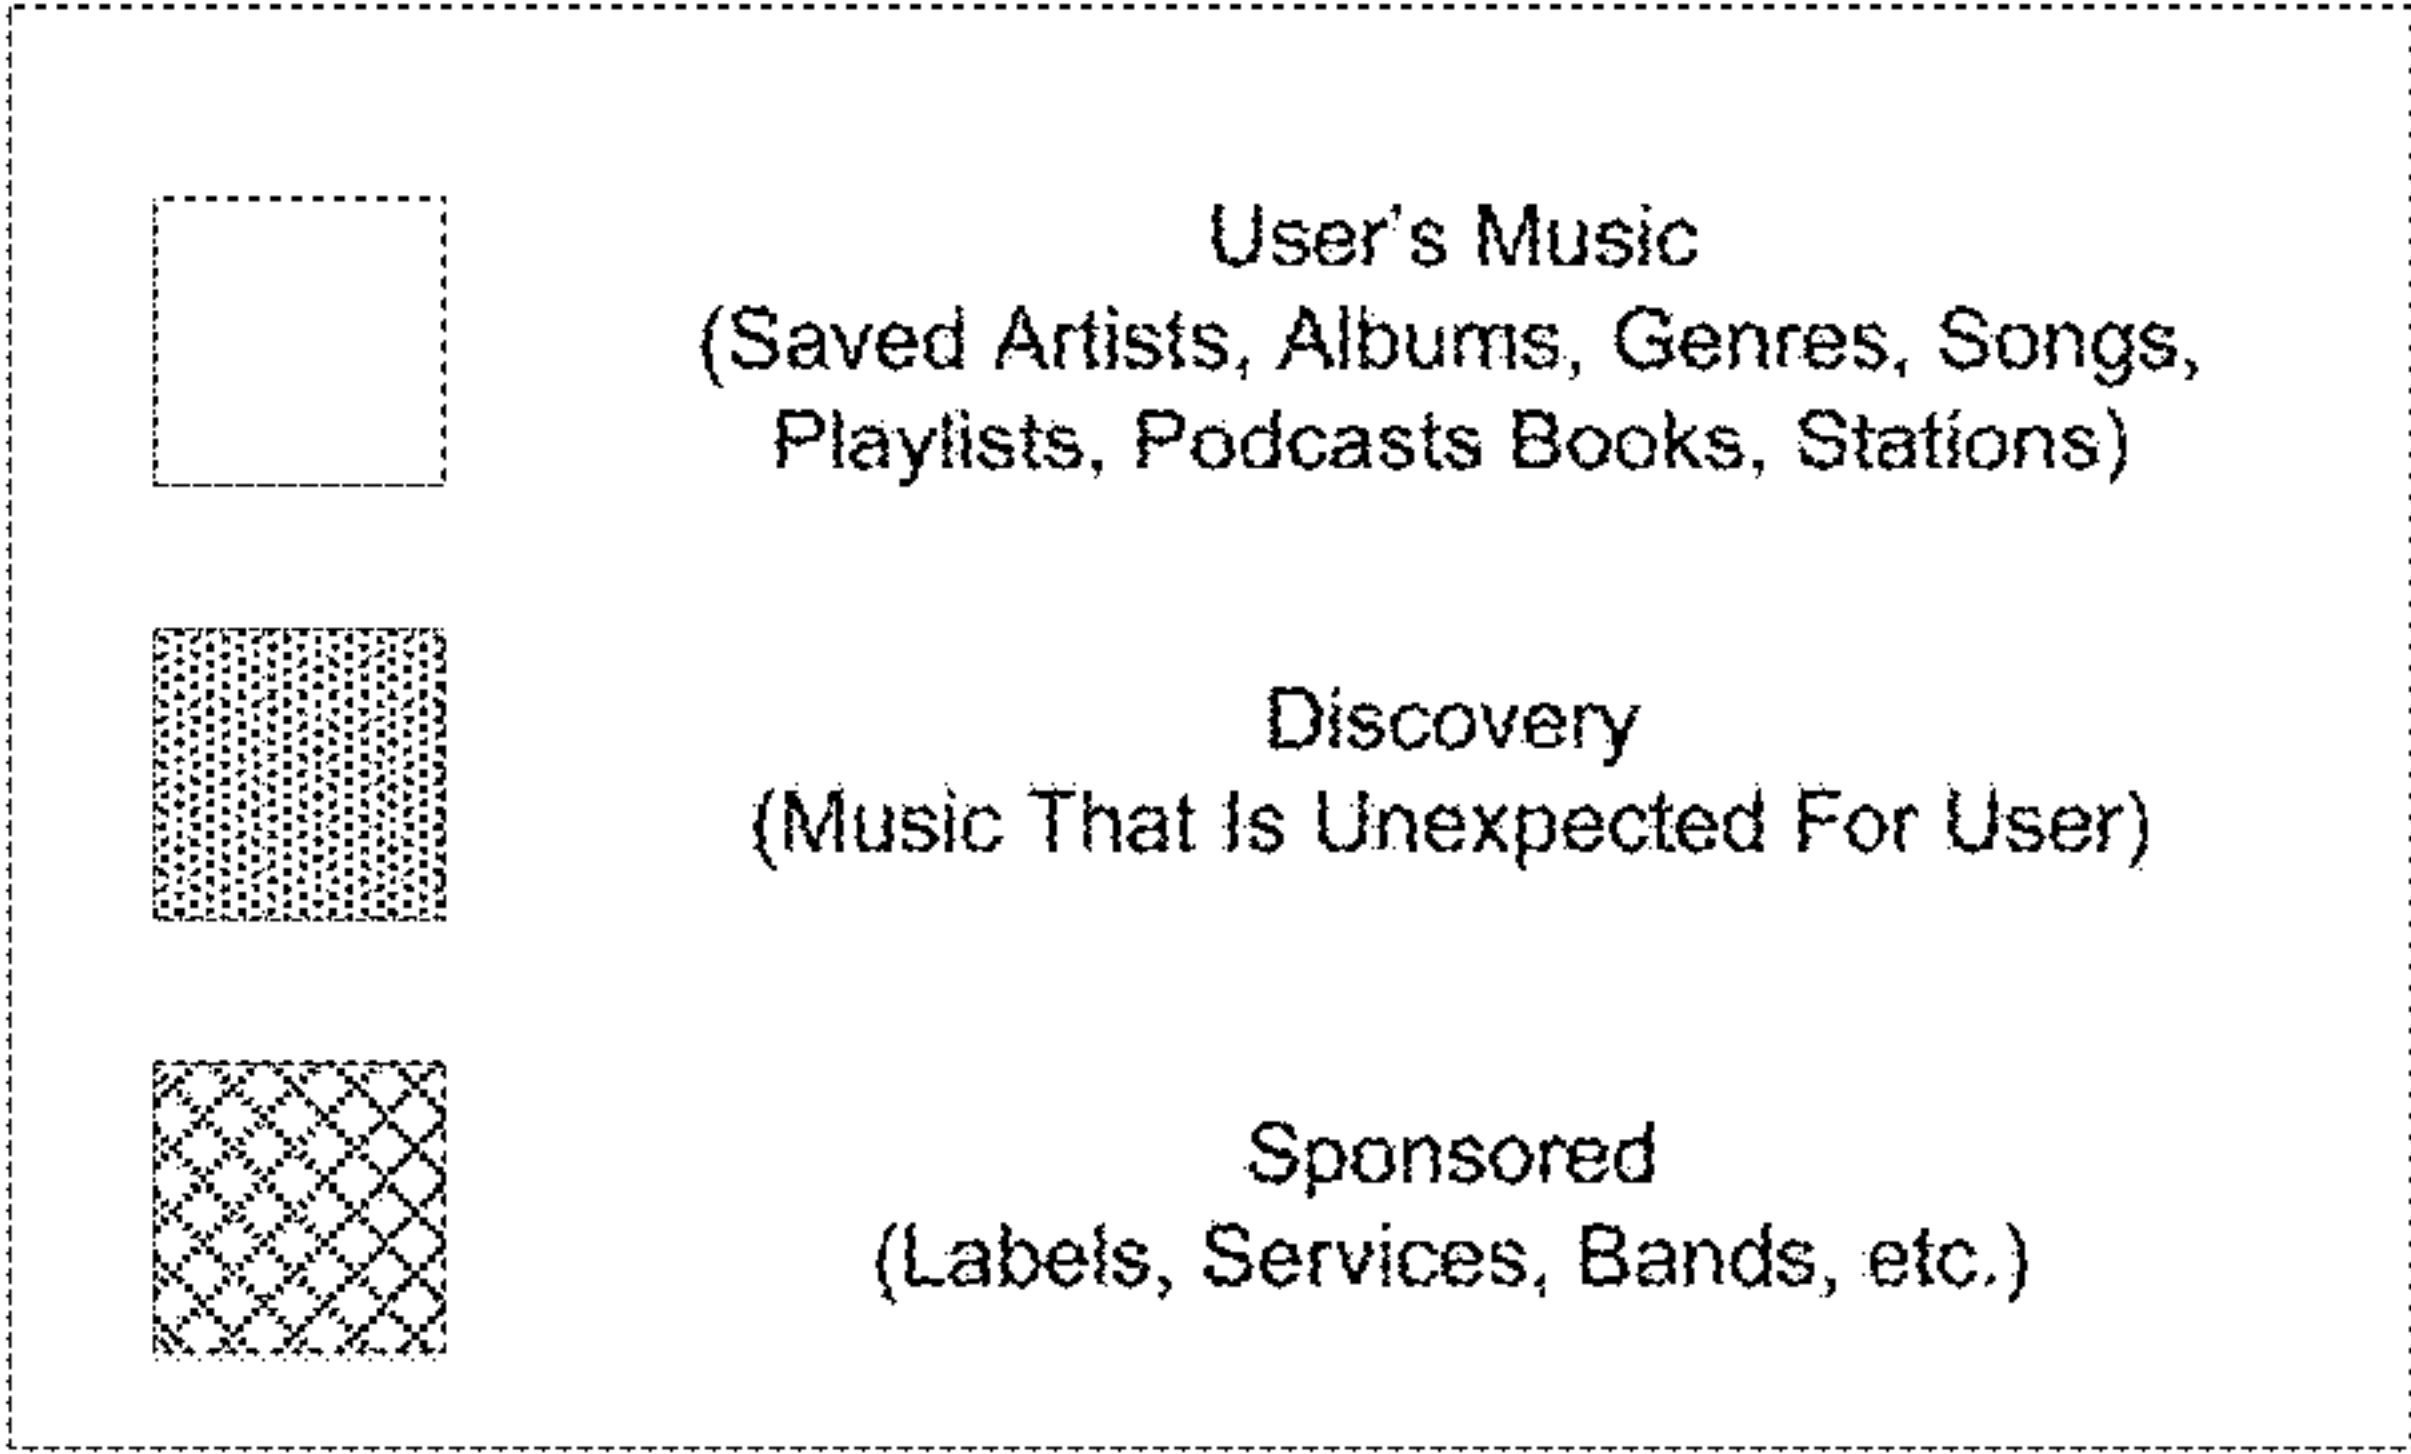 User's Music
(Saved Artists, Albums, Genres, Songs,
Playlists, Podcasts Books, Stations)
Discovery
(Music That Is Unexpected For User)
Sponsored
(Labels, Services, Bands, etc.)